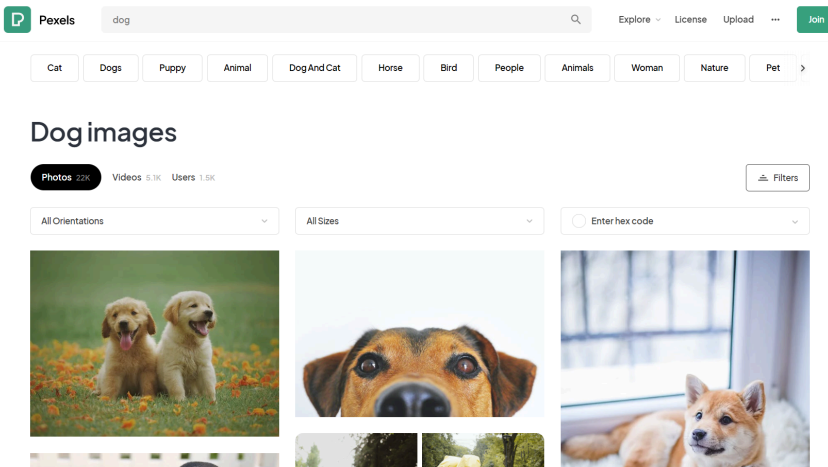 Pexels
dog
Explore
License
Upload
Join
Cat
Dogs
Puppy
Animal
Dog And Cat
Horse
Bird
People
Animals
Woman
Nature
Pet
Dog images
Photos 22K
Videos 5.1K
Users 1.5K
Filters
All Orientations
All Sizes
Enter hex code